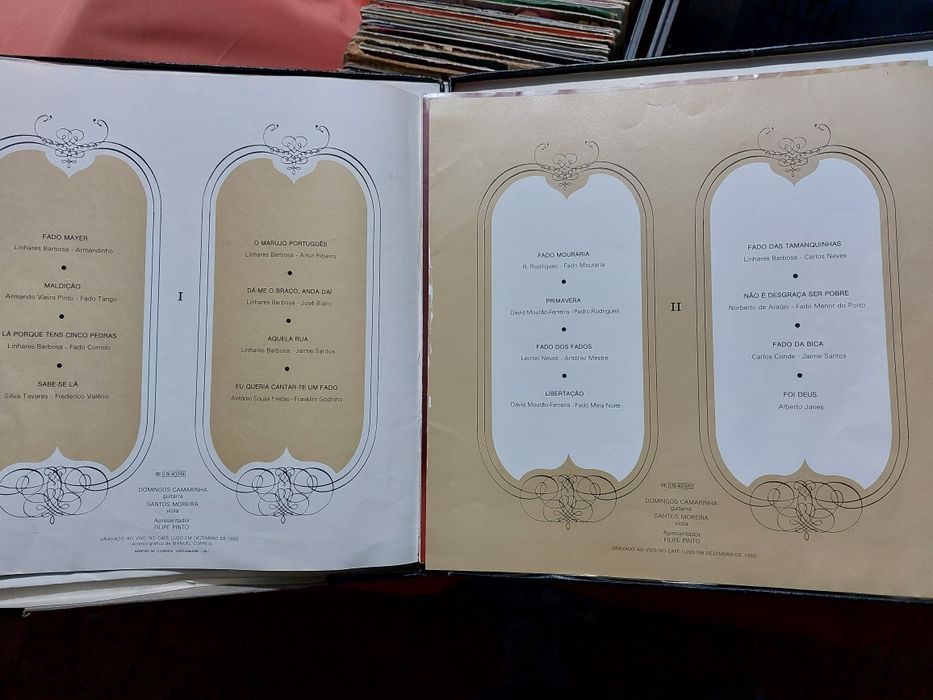 FADO MAYER
Linhares Barbosa - Armandinho
MALDIÇÃO
Armando Vieira Pinto - Fado Tango
LÁ PORQUE TENS CINCO PEDRAS
Linhares Barbosa - Fado Corrido
SABE-SE LÁ
Silva Tavares - Frederico Valério
I
O MARUJO PORTUGUÊS
Linhares Barbosa - Artur Ribeiro
DÁ-ME O BRAÇO, ANDA DAÍ
Linhares Barbosa - José Blanc
AQUELA RUA
Linhares Barbosa - Jaime Santos
EU QUERIA CANTAR-TE UM FADO
António Sousa Freitas - Franklim Godinho
DOMINGOS CAMARINHA
guitarra
SANTOS MOREIRA
viola
Apresentador
FILIPE PINTO
GRAVADO AO VIVO NO CAFÉ LUSO EM DEZEMBRO DE 1955
Arranjo gráfico de MANUEL CORREIA
FADO MOURARIA
R. Rodrigues - Fado Mouraria
PRIMAVERA
David Mourão-Ferreira - Pedro Rodrigues
FADO DOS FADOS
Leonel Neves - António Mestre
LIBERTAÇÃO
David Mourão-Ferreira - Fado Meia-Noite
II
FADO DAS TAMANQUINHAS
Linhares Barbosa - Carlos Neves
NÃO É DESGRAÇA SER POBRE
Norberto de Araújo - Fado Menor do Porto
FADO DA BICA
Carlos Conde - Jaime Santos
FOI DEUS
Alberto Janes
DOMINGOS CAMARINHA
guitarra
SANTOS MOREIRA
viola
Apresentador
FILIPE PINTO
GRAVADO AO VIVO NO CAFÉ LUSO EM DEZEMBRO DE 1955